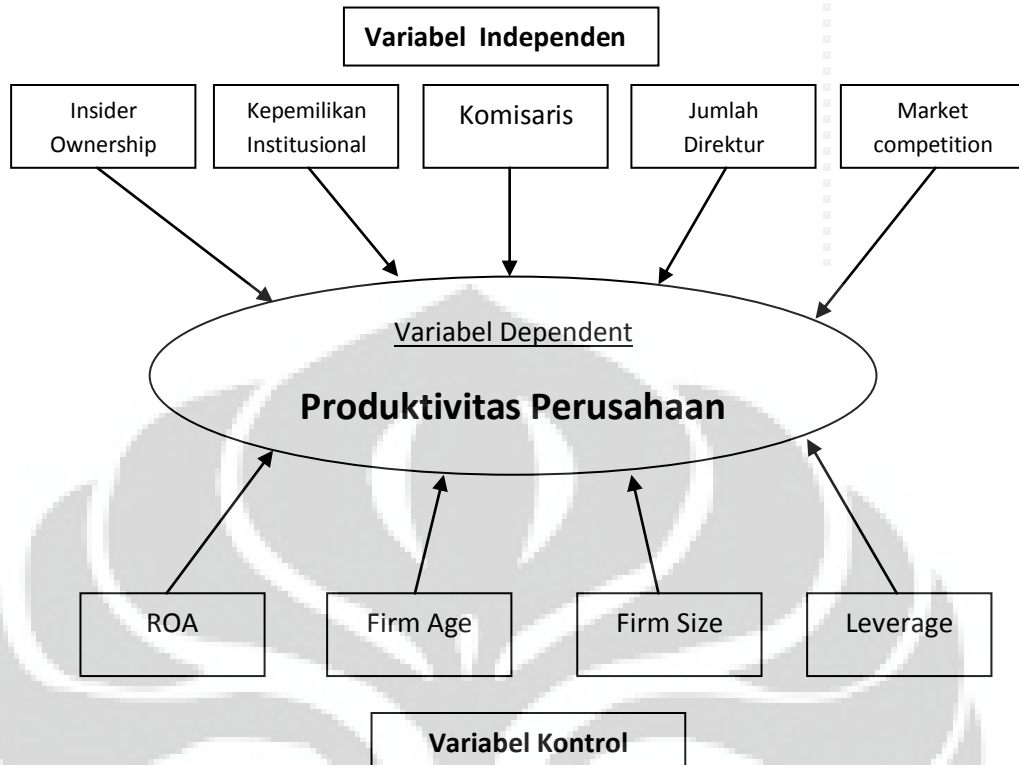 Variabel Independen
Insider
Ownership
Kepemilikan
Institusional
Komisaris
Jumlah
Direktur
Market
competition
Variabel Dependent
Produktivitas Perusahaan
ROA
Firm Age
Firm Size
Leverage
Variabel Kontrol